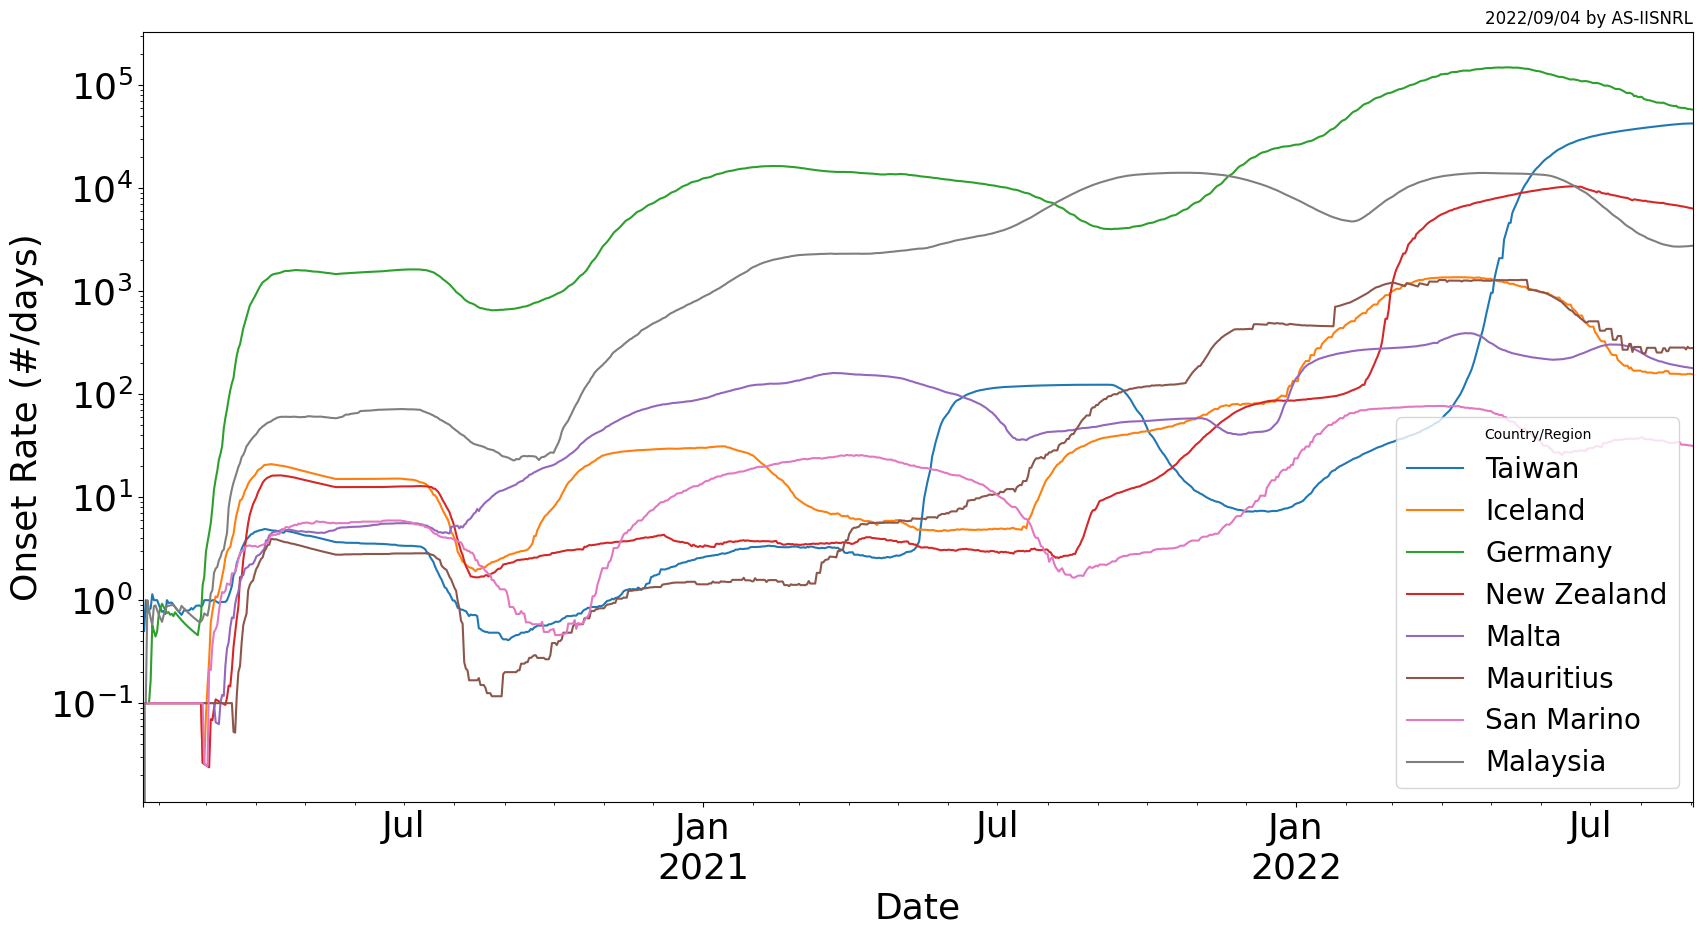 2022/09/04 by AS-IISNRL
Onset Rate (#/days)
10^5
10^4
10^3
10^2
10^1
10^0
10^−1
Country/Region
Taiwan
Iceland
Germany
New Zealand
Malta
Mauritius
San Marino
Malaysia
Jul
Jan
2021
Jul
Jan
2022
Jul
Date